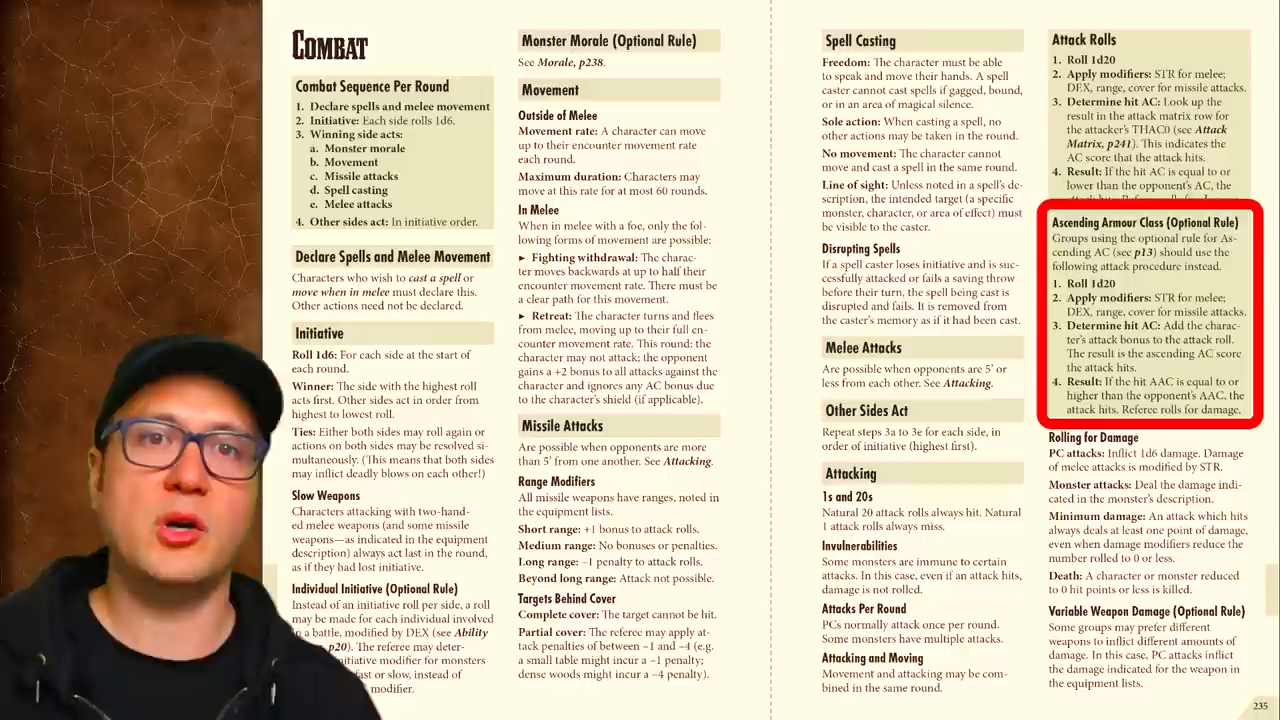 COMBAT
Combat Sequence Per Round
1. Declare spells and melee movement
2. Initiative: Each side rolls 1d6.
3. Winning side acts:
a. Monster morale
b. Movement
c. Missile attacks
d. Spell casting
e. Melee attacks
4. Other sides act: In initiative order.
Declare Spells and Melee Movement
Characters who wish to cast a spell or
move when in melee must declare this.
Other actions need not be declared.
Initiative
Roll 1d6: For each side at the start of
each round.
Winner: The side with the highest roll
acts first. Other sides act in order from
highest to lowest roll.
Ties: Either both sides may roll again or
actions on both sides may be resolved si-
multaneously. (This means that both sides
may inflict deadly blows on each other!)
Slow Weapons
Characters attacking with two-hand-
ed melee weapons (and some missile
weapons—as indicated in the equipment
description) always act last in the round,
as if they had lost initiative.
Individual Initiative (Optional Rule)
Instead of an initiative roll per side, a roll
may be made for each individual involved
in a battle, modified by DEX (see Ability
p20). The referee may deter-
initiative modifier for monsters
fast or slow, instead of
modifier.
Monster Morale (Optional Rule)
See Morale, p238.
Movement
Outside of Melee
Movement rate: A character can move
up to their encounter movement rate
each round.
Maximum duration: Characters may
move at this rate for at most 60 rounds.
In Melee
When in melee with a foe, only the fol-
lowing forms of movement are possible:
► Fighting withdrawal: The charac-
ter moves backwards at up to half their
encounter movement rate. There must be
a clear path for this movement.
► Retreat: The character turns and flees
from melee, moving up to their full en-
counter movement rate. This round: the
character may not attack; the opponent
gains a +2 bonus to all attacks against the
character and ignores any AC bonus due
to the character's shield (if applicable).
Missile Attacks
Are possible when opponents are more
than 5' from one another. See Attacking.
Range Modifiers
All missile weapons have ranges, noted in
the equipment lists.
Short range: +1 bonus to attack rolls.
Medium range: No bonuses or penalties.
Long range: −1 penalty to attack rolls.
Beyond long range: Attack not possible.
Targets Behind Cover
Complete cover: The target cannot be hit.
Partial cover: The referee may apply at-
tack penalties of between −1 and −4 (e.g.
a small table might incur a −1 penalty;
dense woods might incur a −4 penalty).
Spell Casting
Freedom: The character must be able
to speak and move their hands. A spell
caster cannot cast spells if gagged, bound,
or in an area of magical silence.
Sole action: When casting a spell, no
other actions may be taken in the round.
No movement: The character cannot
move and cast a spell in the same round.
Line of sight: Unless noted in a spell's de-
scription, the intended target (a specific
monster, character, or area of effect) must
be visible to the caster.
Disrupting Spells
If a spell caster loses initiative and is suc-
cessfully attacked or fails a saving throw
before their turn, the spell being cast is
disrupted and fails. It is removed from
the caster's memory as if it had been cast.
Melee Attacks
Are possible when opponents are 5' or
less from each other. See Attacking.
Other Sides Act
Repeat steps 3a to 3e for each side, in
order of initiative (highest first).
Attacking
1s and 20s
Natural 20 attack rolls always hit. Natural
1 attack rolls always miss.
Invulnerabilities
Some monsters are immune to certain
attacks. In this case, even if an attack hits,
damage is not rolled.
Attacks Per Round
PCs normally attack once per round.
Some monsters have multiple attacks.
Attacking and Moving
Movement and attacking may be com-
bined in the same round.
Attack Rolls
1. Roll 1d20
2. Apply modifiers: STR for melee;
DEX, range, cover for missile attacks.
3. Determine hit AC: Look up the
result in the attack matrix row for
the attacker's THAC0 (see Attack
Matrix, p241). This indicates the
AC score that the attack hits.
4. Result: If the hit AC is equal to or
lower than the opponent's AC, the
Ascending Armour Class (Optional Rule)
Groups using the optional rule for As-
cending AC (see p13) should use the
following attack procedure instead.
1. Roll 1d20
2. Apply modifiers: STR for melee;
DEX, range, cover for missile attacks.
3. Determine hit AC: Add the charac-
ter's attack bonus to the attack roll.
The result is the ascending AC score
the attack hits.
4. Result: If the hit AAC is equal to or
higher than the opponent's AAC, the
attack hits. Referee rolls for damage.
Rolling for Damage
PC attacks: Inflict 1d6 damage. Damage
of melee attacks is modified by STR.
Monster attacks: Deal the damage indi-
cated in the monster's description.
Minimum damage: An attack which hits
always deals at least one point of damage,
even when damage modifiers reduce the
number rolled to 0 or less.
Death: A character or monster reduced
to 0 hit points or less is killed.
Variable Weapon Damage (Optional Rule)
Some groups may prefer different
weapons to inflict different amounts of
damage. In this case, PC attacks inflict
the damage indicated for the weapon in
the equipment lists.
235